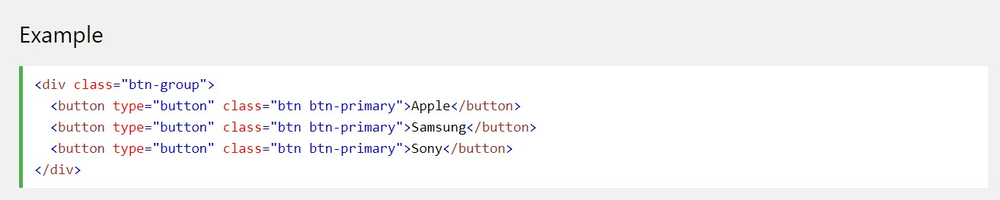 Example
<div class="btn-group">
  <button type="button" class="btn btn-primary">Apple</button>
  <button type="button" class="btn btn-primary">Samsung</button>
  <button type="button" class="btn btn-primary">Sony</button>
</div>